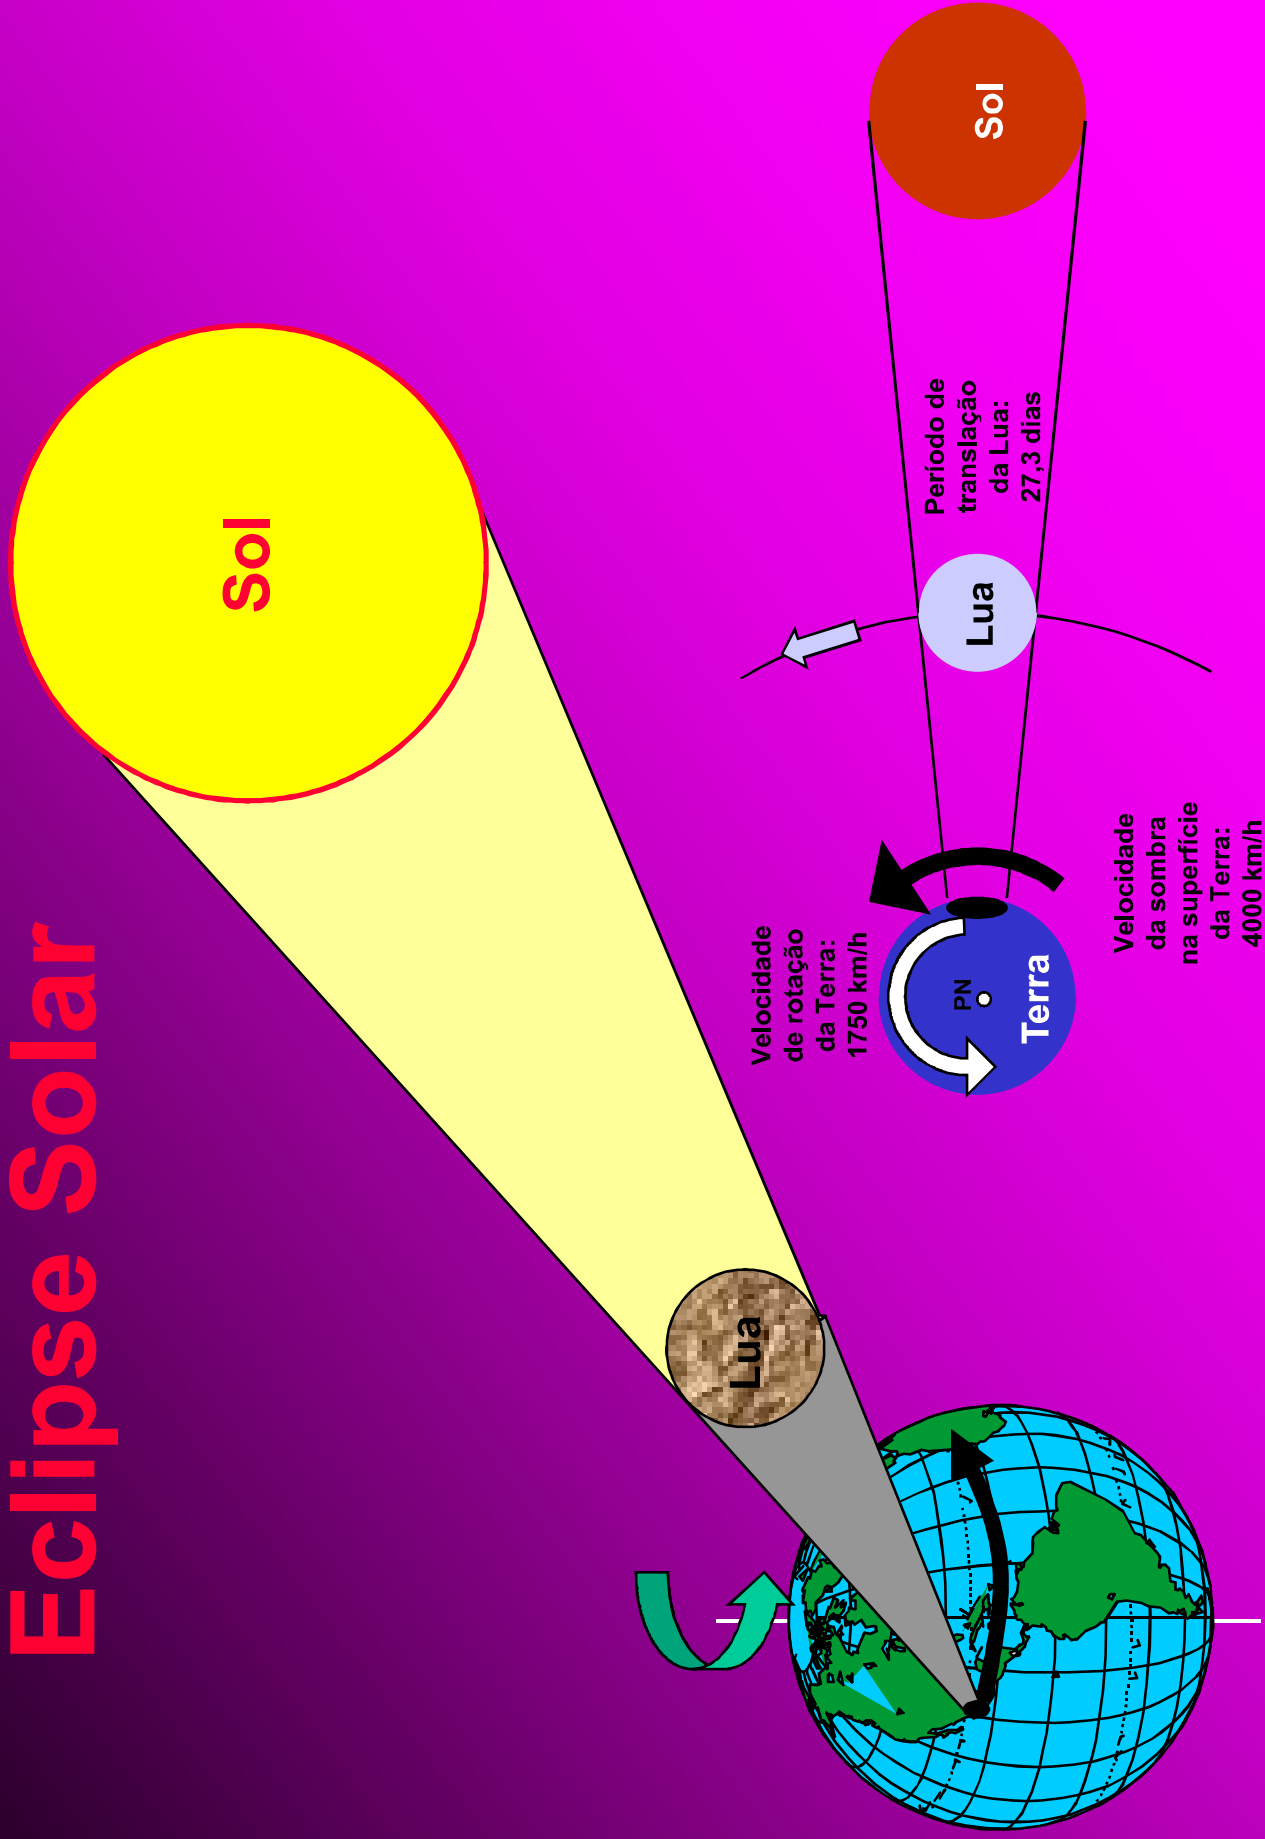 Eclipse Solar
Sol
Lua
Velocidade
de rotação
da Terra:
1750 km/h
PN
Terra
Velocidade
da sombra
na superfície
da Terra:
4000 km/h
Lua
Período de
translação
da Lua:
27,3 dias
Sol